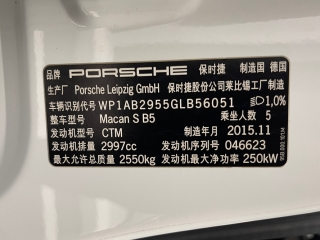 品牌 PORSCHE 保时捷 制造国 德国
生产厂 Porsche Leipzig GmbH 保时捷股份公司莱比锡工厂制造
车辆识别代号 WP1AB2955GLB56051 1,0%
整车型号 Macan S B5 乘坐人数 5
发动机型号 CTM 制造年月 2015.11
发动机排量 2997cc 发动机序列号 046623
最大允许总质量 2550kg 发动机最大净功率 250kW